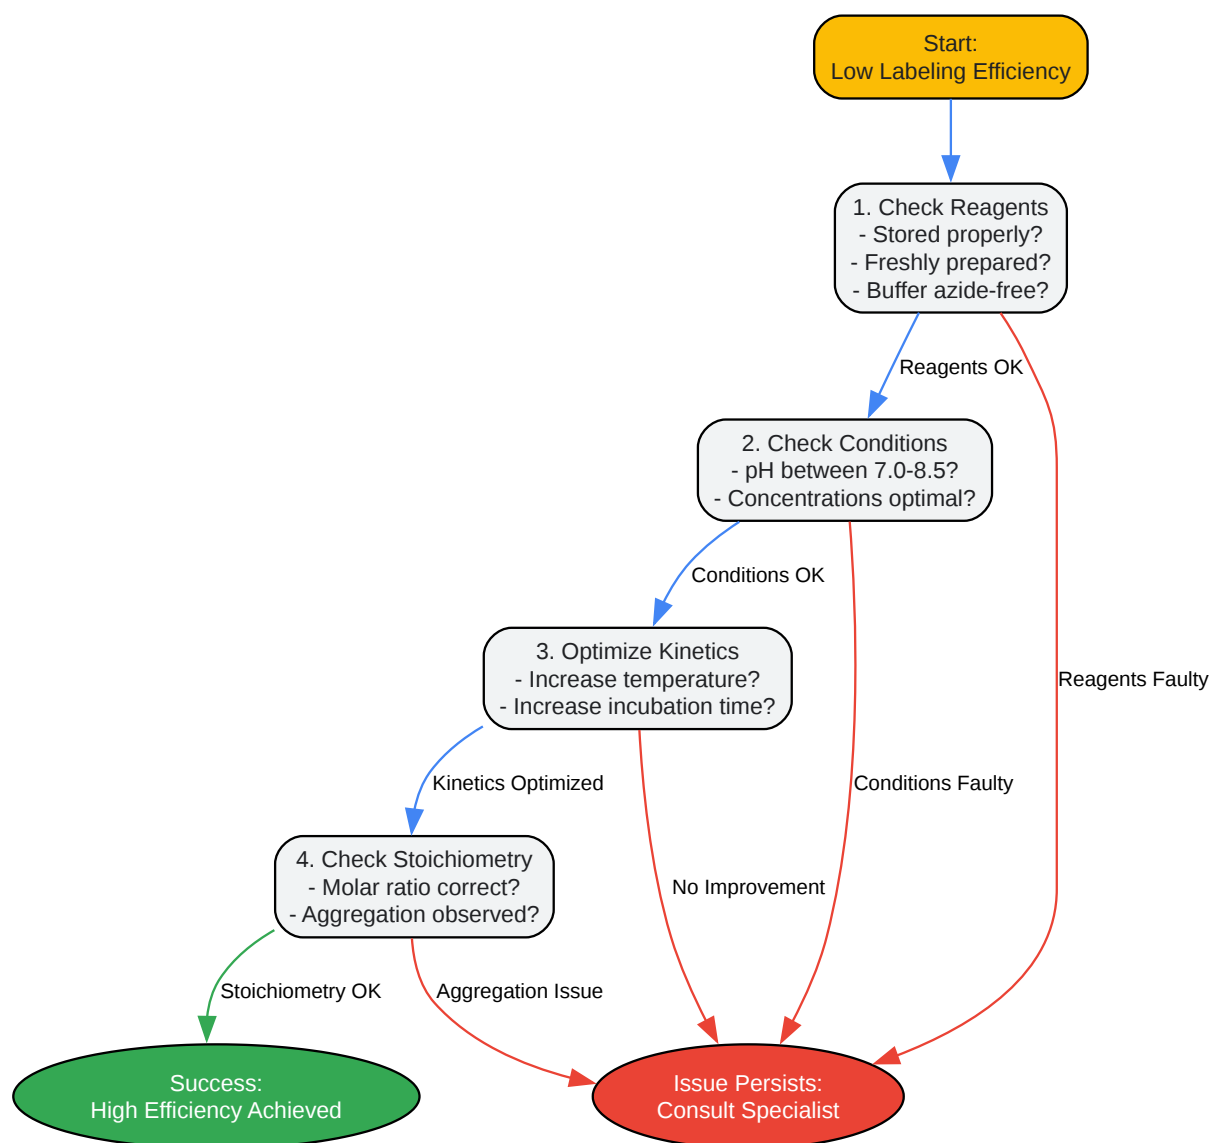 Start:
Low Labeling Efficiency
1. Check Reagents
- Stored properly?
- Freshly prepared?
- Buffer azide-free?
Reagents OK
2. Check Conditions
- pH between 7.0-8.5?
- Concentrations optimal?
Conditions OK
3. Optimize Kinetics
- Increase temperature?
- Increase incubation time?
Reagents Faulty
Kinetics Optimized
Conditions Faulty
4. Check Stoichiometry
- Molar ratio correct?
- Aggregation observed?
No Improvement
Stoichiometry OK
Aggregation Issue
Success:
High Efficiency Achieved
Issue Persists:
Consult Specialist